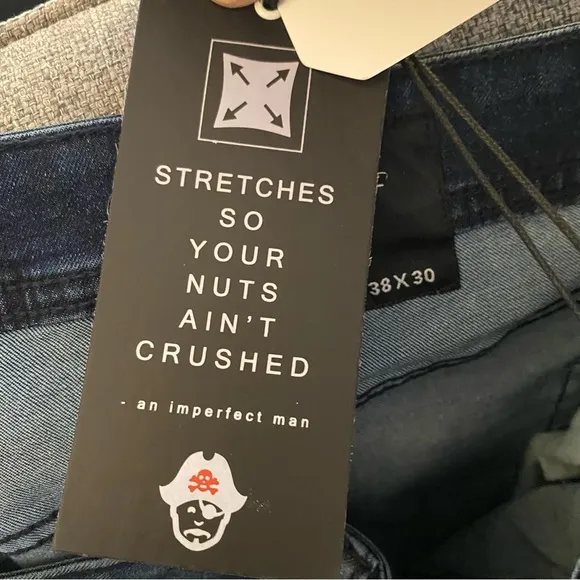 STRETCHES
SO
YOUR
NUTS
AIN'T
CRUSHED
- an imperfect man
F
38 X 30